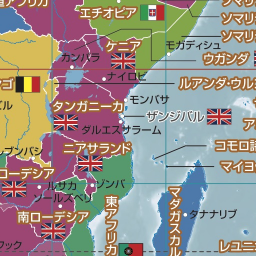 南アフリカ
エチオピア
ソマリ
ソマリ
ケニア
モガディシュ
ウガンダ
カンパラ
ナイロビ
ルアンダ・ウル
ゴ
モンバサ
タンガニーカ
ザンジバル
ダルエスサラーム
ア
ニアサランド
コモロ諸
レブンバシ
マイヨ
ローデシア
ルサカ
ゾンバ
ソールズベリ
タナナリブ
南ローデシア
東アフリカ
マダガスカル
レユニ